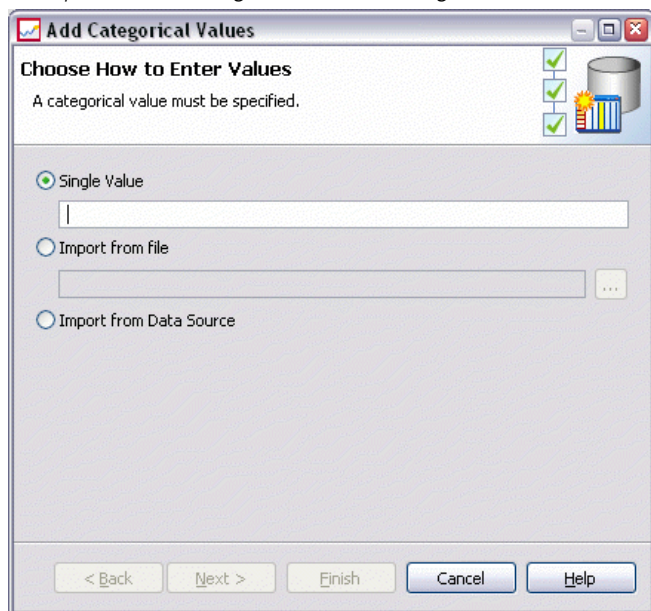 Add Categorical Values
Choose How to Enter Values
A categorical value must be specified.
Single Value
Import from file
...
Import from Data Source
< Back Next > Finish Cancel Help